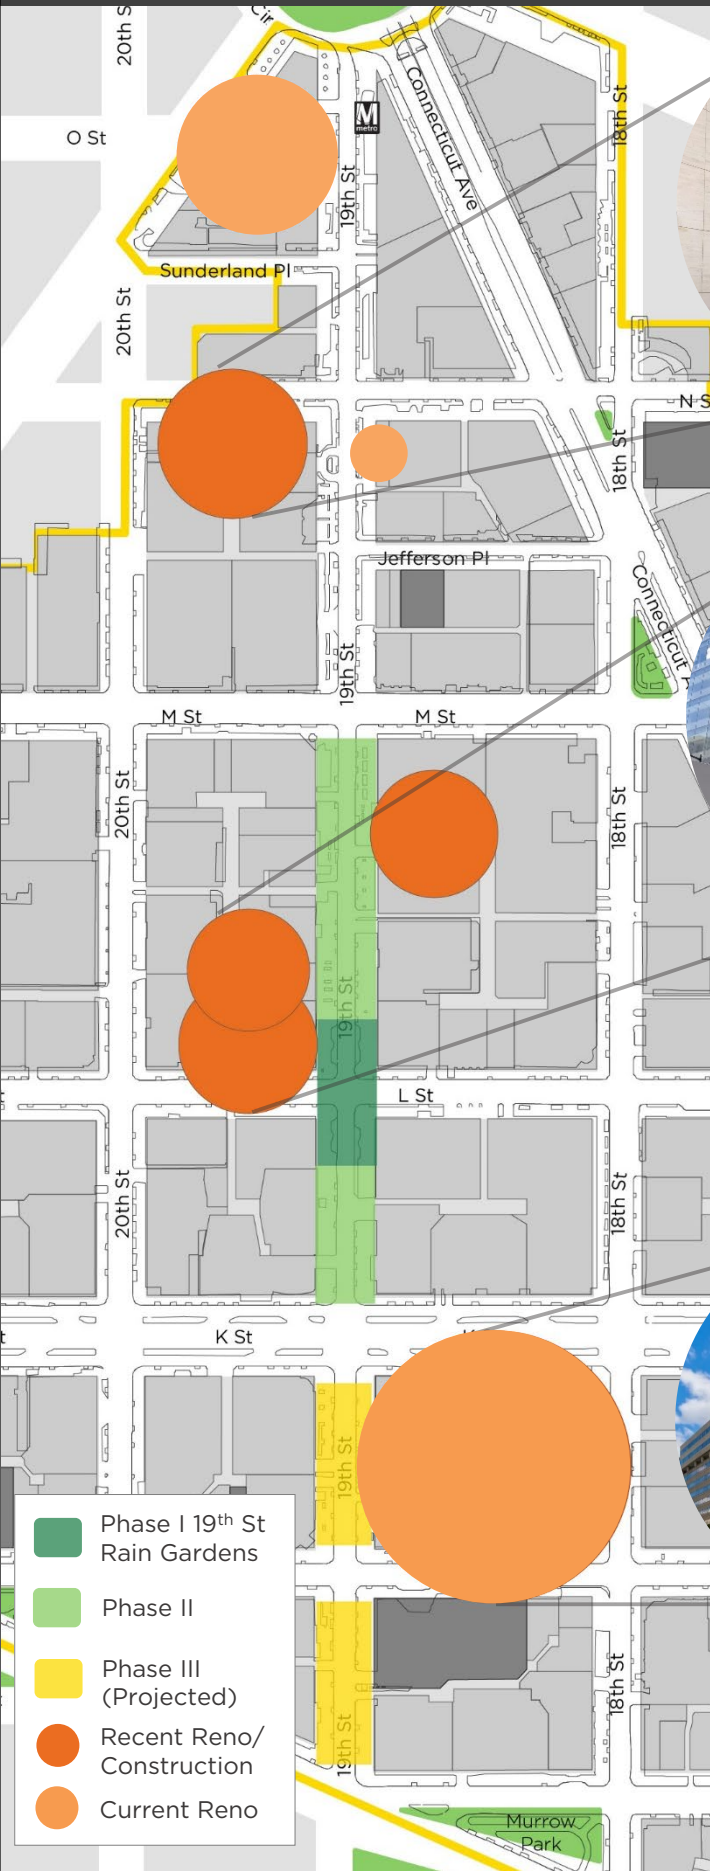 20th S
Cir
O St
M
metro
Connecticut Ave
18th St
19th St
Sunderland Pl
20th St
N S
18th St
Jefferson Pl
Connecticut A
19th St
M St
M St
20th St
18th St
19th St
L St
20th St
18th St
K St
19th St
18th St
19th St
Phase I 19th St
Rain Gardens
Phase II
Phase III
(Projected)
Recent Reno/
Construction
Current Reno
Murrow
Park